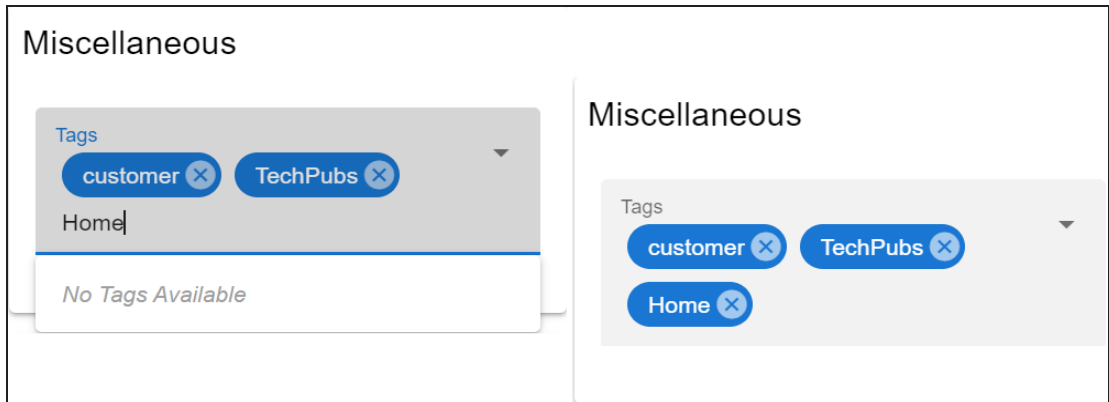 Miscellaneous
Tags
customer TechPubs
Home
No Tags Available
Miscellaneous
Tags
customer TechPubs
Home